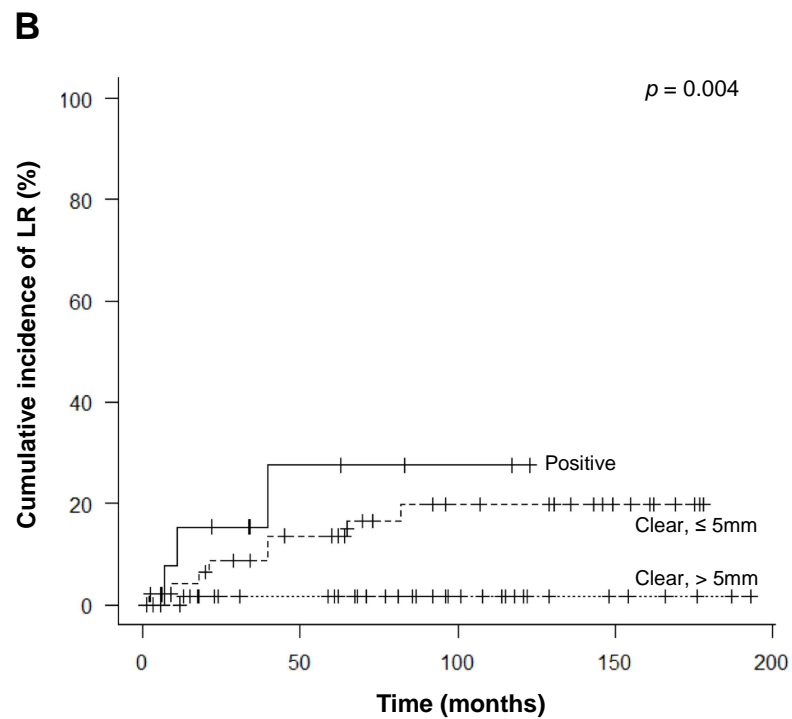 B
p = 0.004
Cumulative incidence of LR (%)
100
80
60
40
20
0
Positive
Clear, ≤ 5mm
Clear, > 5mm
0 50 100 150 200
Time (months)